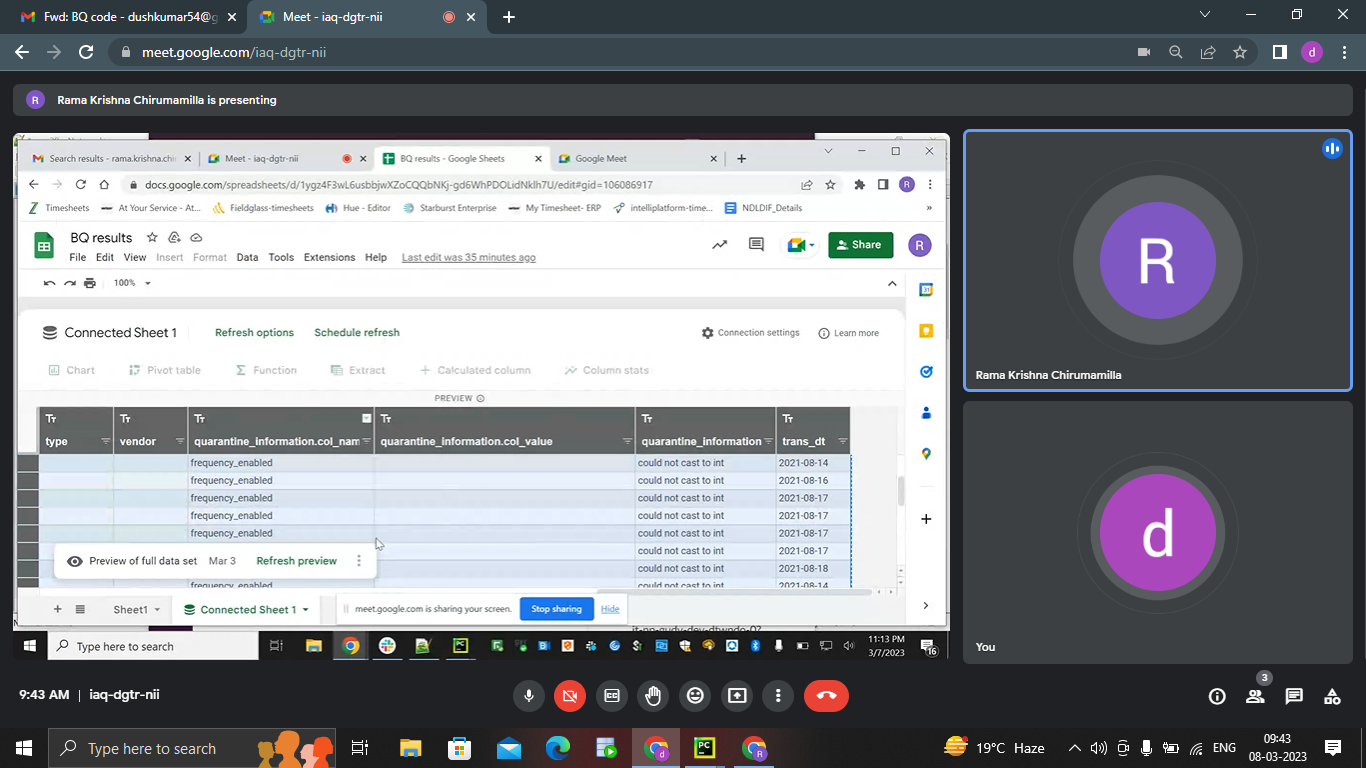 Fwd: BQ code - dushkumar54@g
Meet - iaq-dgtr-nii
meet.google.com/iaq-dgtr-nii
d
R
Rama Krishna Chirumamilla is presenting
Search results - rama.krishna.chi
Meet - iaq-dgtr-nii
BQ results - Google Sheets
Google Meet
docs.google.com/spreadsheets/d/1ygz4F3wL6usbbjwXZoCQQbNKj-gd6WhPDOLidNkIh7U/edit#gid=106086917
R
Timesheets
At Your Service - At...
Fieldglass-timesheets
Hue - Editor
Starburst Enterprise
My Timesheet- ERP
intelliplatform-time...
NDLDIF_Details
»
BQ results
Share
R
File Edit View Insert Format Data Tools Extensions Help Last edit was 35 minutes ago
100%
31
Connected Sheet 1 Refresh options Schedule refresh Connection settings Learn more
Chart Pivot table Function Extract Calculated column Column stats
PREVIEW
type vendor quarantine_information.col_nam quarantine_information.col_value quarantine_information trans_dt
frequency_enabled could not cast to int 2021-08-14
frequency_enabled could not cast to int 2021-08-16
frequency_enabled could not cast to int 2021-08-17
frequency_enabled could not cast to int 2021-08-17
frequency_enabled could not cast to int 2021-08-17
could not cast to int 2021-08-17
could not cast to int 2021-08-18
frequency_enabled could not cast to int 2021-08-14
Preview of full data set Mar 3 Refresh preview
Sheet1 Connected Sheet 1
meet.google.com is sharing your screen. Stop sharing Hide
Type here to search
PC
11:13 PM
3/7/2023
16
R
Rama Krishna Chirumamilla
d
You
9:43 AM | iaq-dgtr-nii
3
Type here to search
PC
19°C Haze
ENG
09:43
08-03-2023